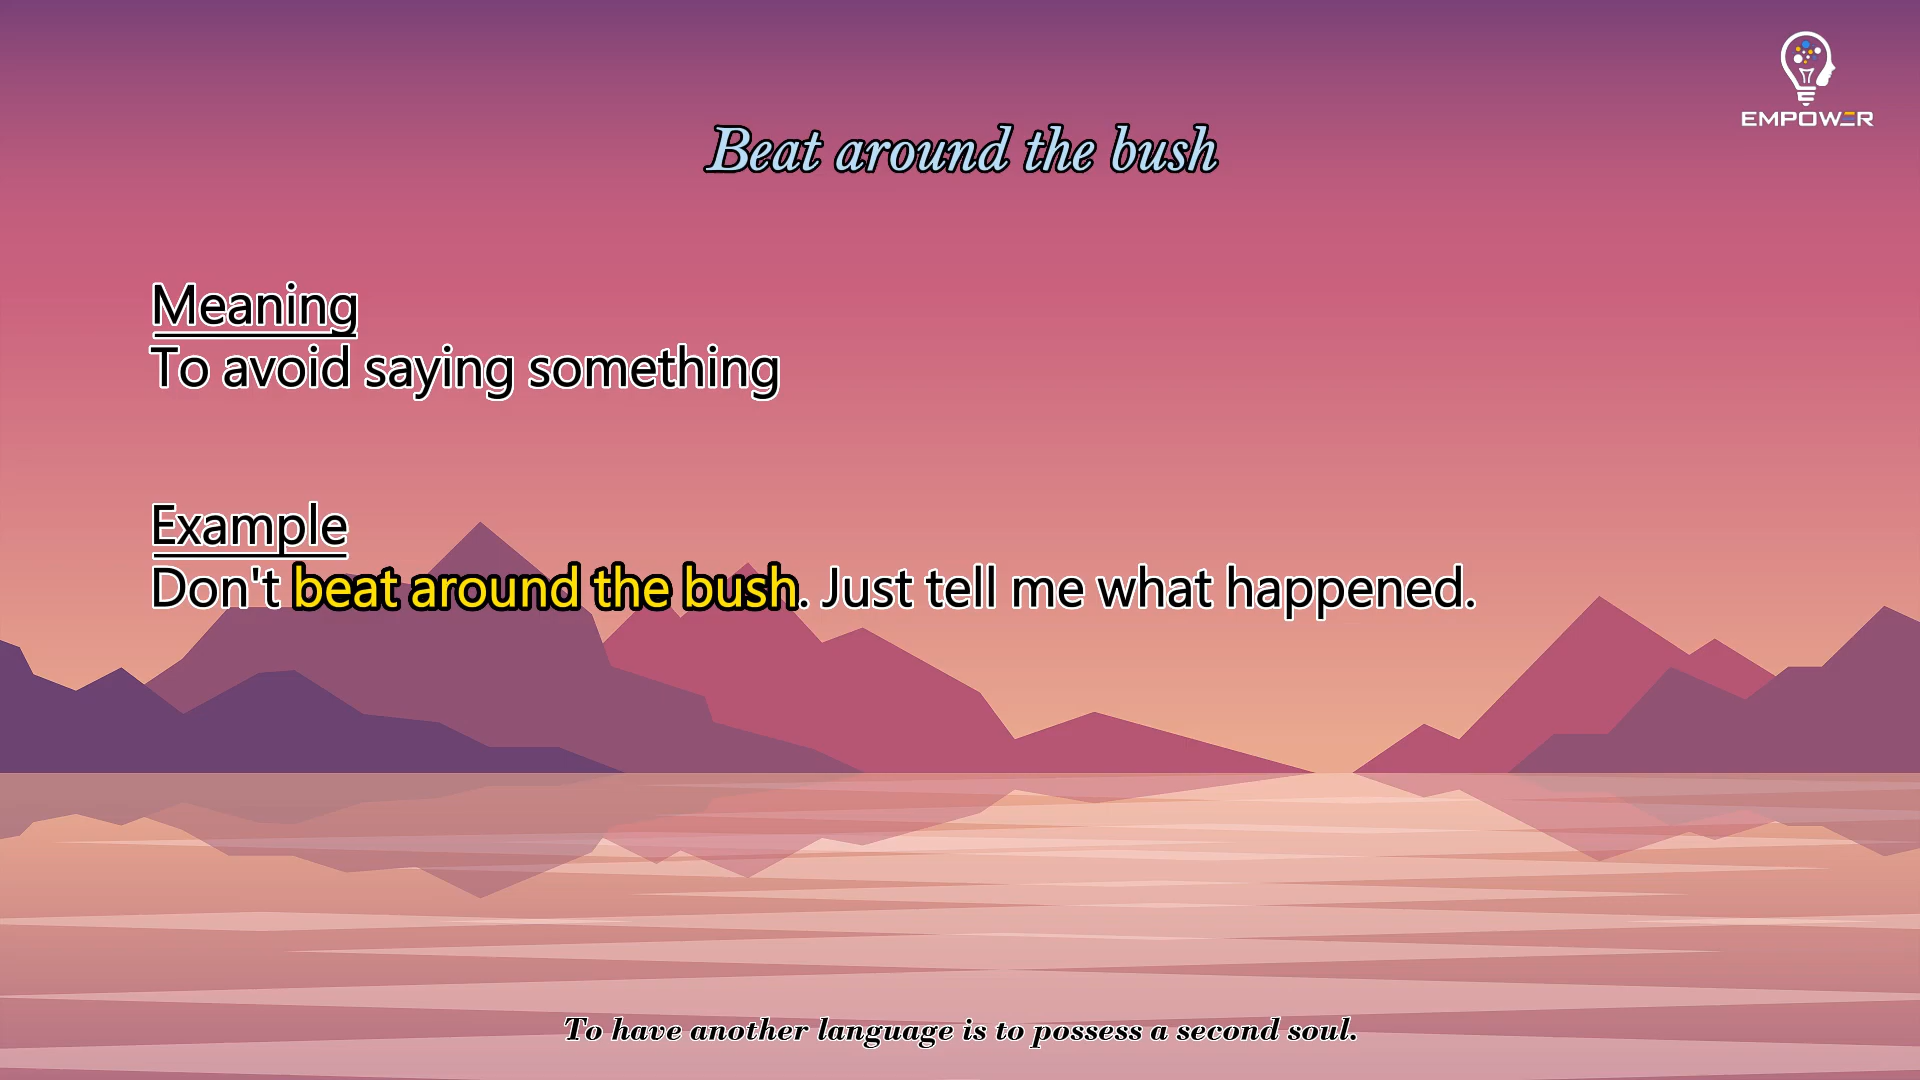 EMPOWER
Beat around the bush
Meaning
To avoid saying something
Example
Don't beat around the bush. Just tell me what happened.
To have another language is to possess a second soul.